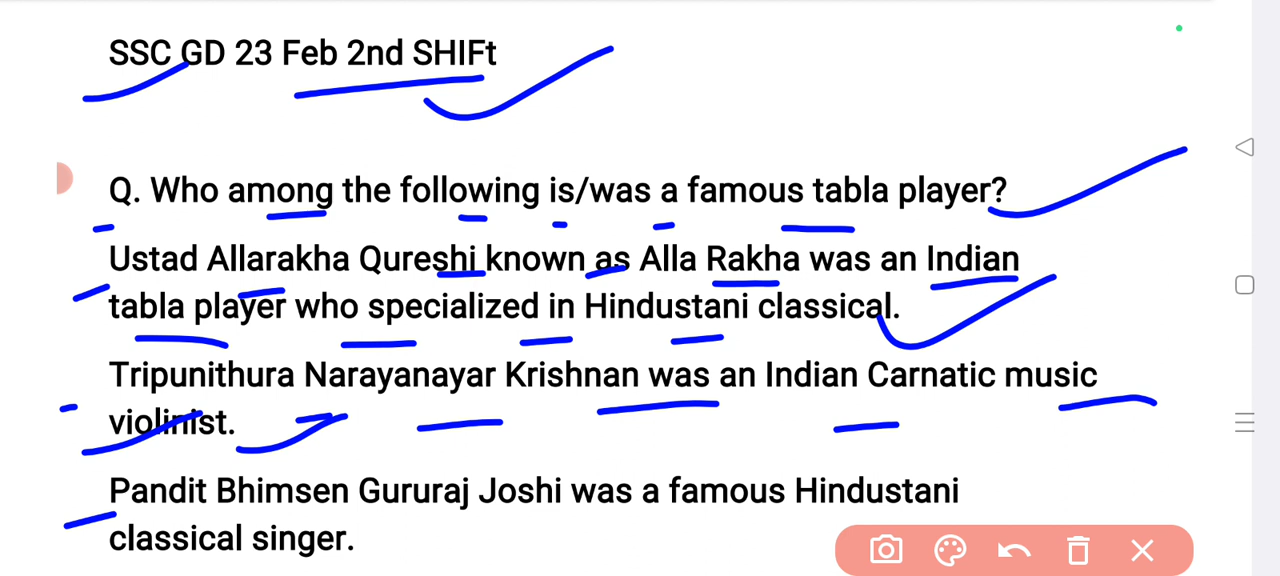 SSC GD 23 Feb 2nd SHIFt
Q. Who among the following is/was a famous tabla player?
Ustad Allarakha Qureshi known as Alla Rakha was an Indian
tabla player who specialized in Hindustani classical.
Tripunithura Narayanayar Krishnan was an Indian Carnatic music
violinist.
Pandit Bhimsen Gururaj Joshi was a famous Hindustani
classical singer.